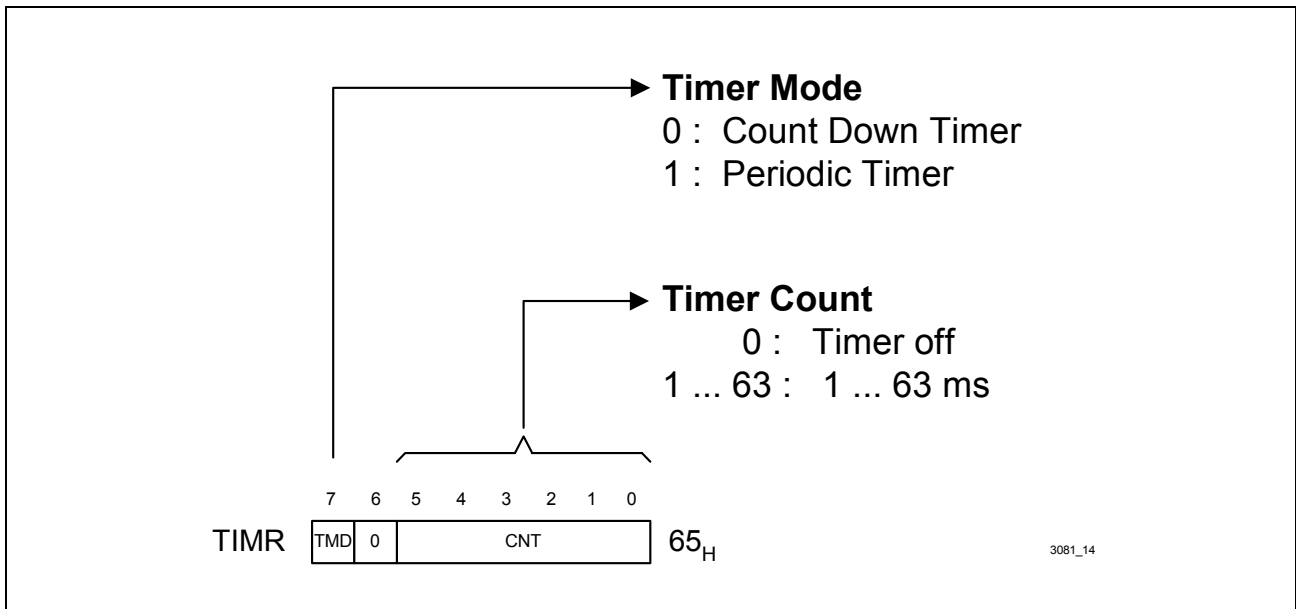 Timer Mode
0 : Count Down Timer
1 : Periodic Timer
Timer Count
0 : Timer off
1 ... 63 : 1 ... 63 ms
7 6 5 4 3 2 1 0
TIMR TMD 0 CNT 65H
3081_14